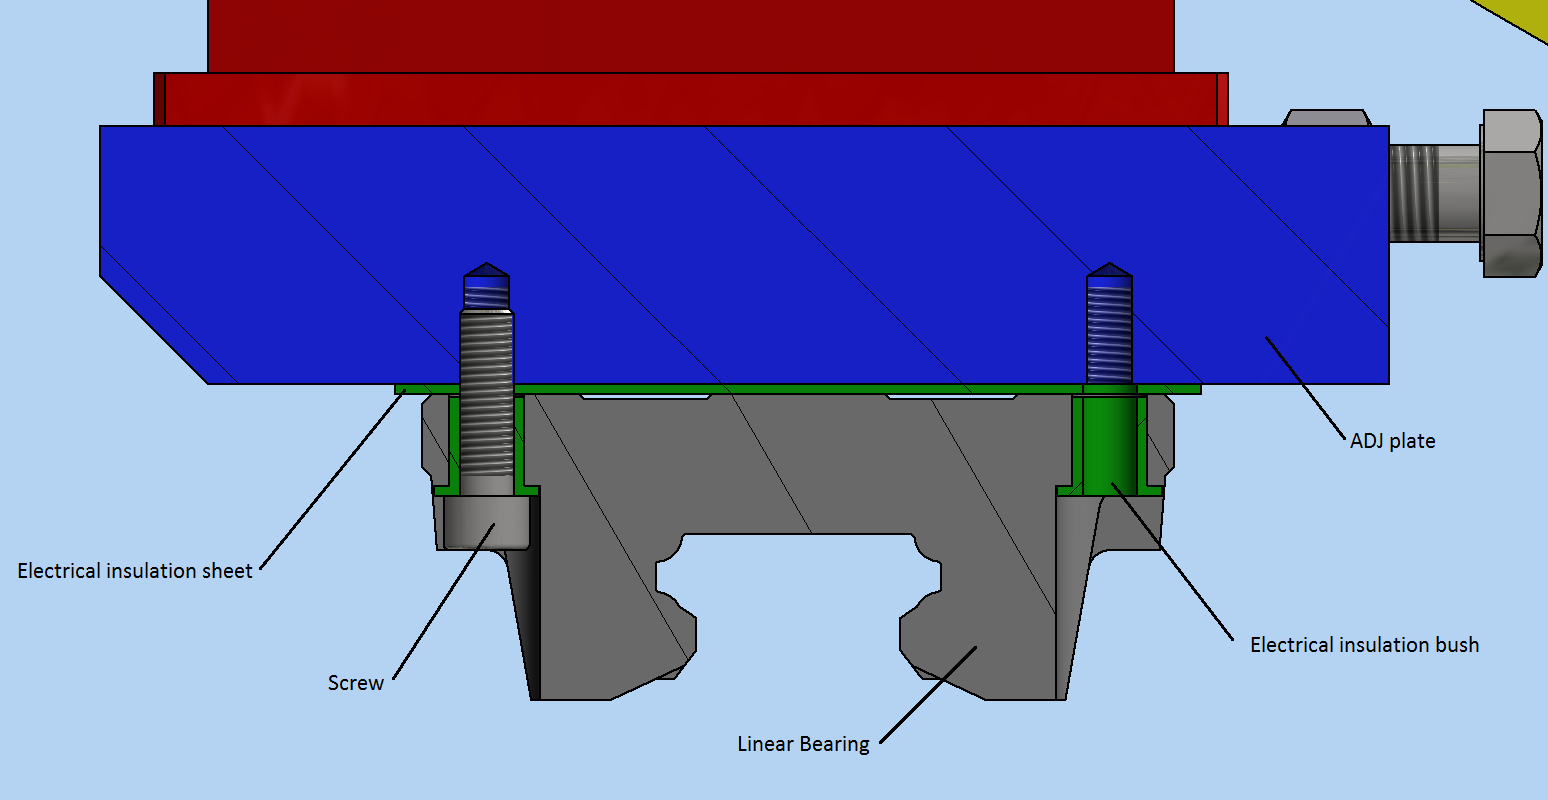 ADJ plate
Electrical insulation sheet
Electrical insulation bush
Screw
Linear Bearing